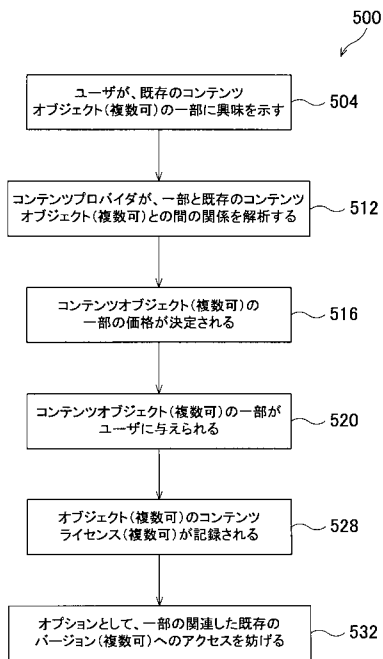 500
ユーザが、既存のコンテンツ
オブジェクト(複数可)の一部に興味を示す
504
コンテンツプロバイダが、一部と既存のコンテンツ
オブジェクト(複数可)との間の関係を解析する
512
コンテンツオブジェクト(複数可)の
一部の価格が決定される
516
コンテンツオブジェクト(複数可)の一部が
ユーザに与えられる
520
オブジェクト(複数可)のコンテンツ
ライセンス(複数可)が記録される
528
オプションとして、一部の関連した既存の
バージョン(複数可)へのアクセスを妨げる
532